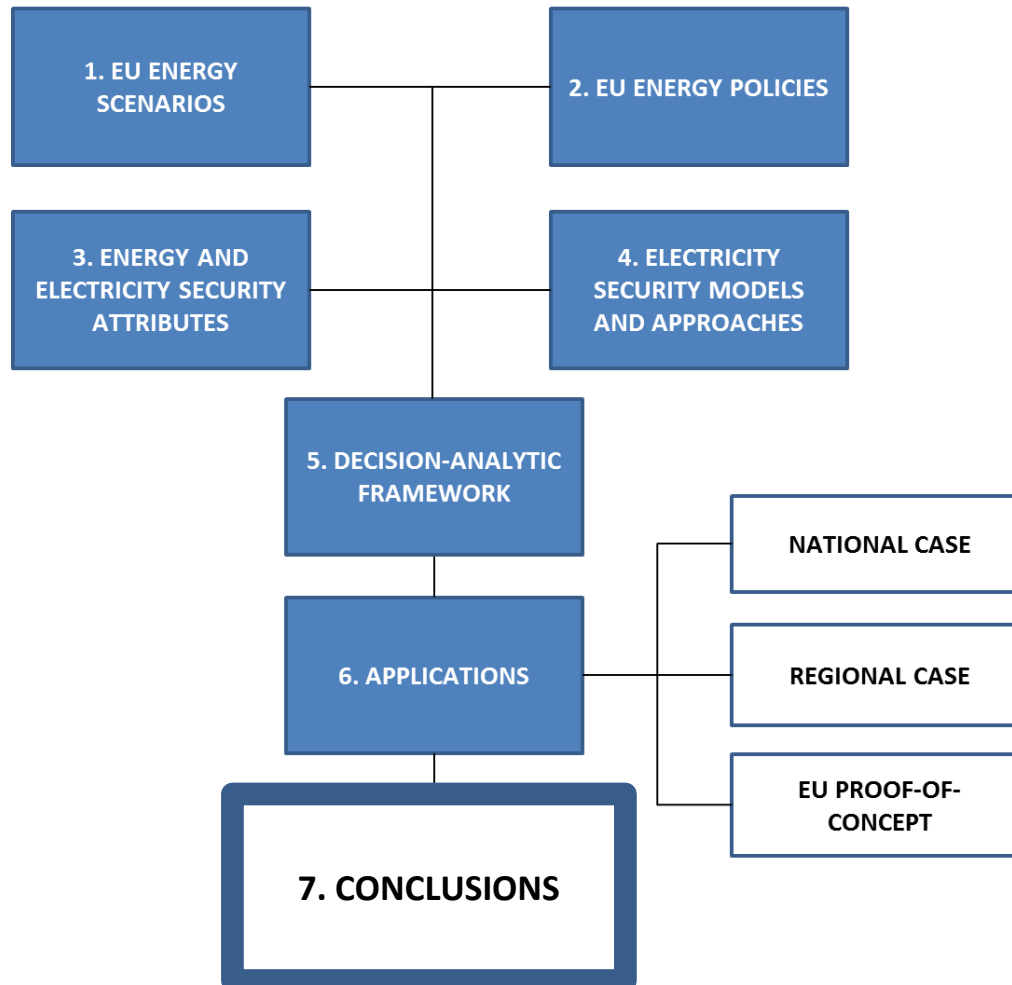 1. EU ENERGY
SCENARIOS
2. EU ENERGY POLICIES
3. ENERGY AND
ELECTRICITY SECURITY
ATTRIBUTES
4. ELECTRICITY
SECURITY MODELS
AND APPROACHES
5. DECISION-ANALYTIC
FRAMEWORK
6. APPLICATIONS
NATIONAL CASE
REGIONAL CASE
EU PROOF-OF-
CONCEPT
7. CONCLUSIONS